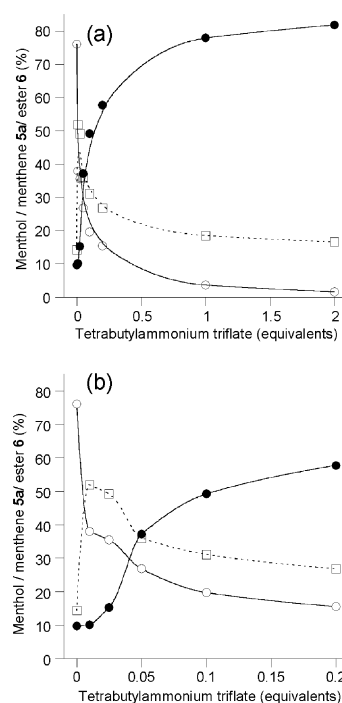 (a)
80
70
60
50
40
30
20
10
0
Menthol / menthene 5a/ ester 6 (%)
0 0.5 1 1.5 2
Tetrabutylammonium triflate (equivalents)
(b)
80
70
60
50
40
30
20
10
0
Menthol / menthene 5a/ ester 6 (%)
0 0.05 0.1 0.15 0.2
Tetrabutylammonium triflate (equivalents)